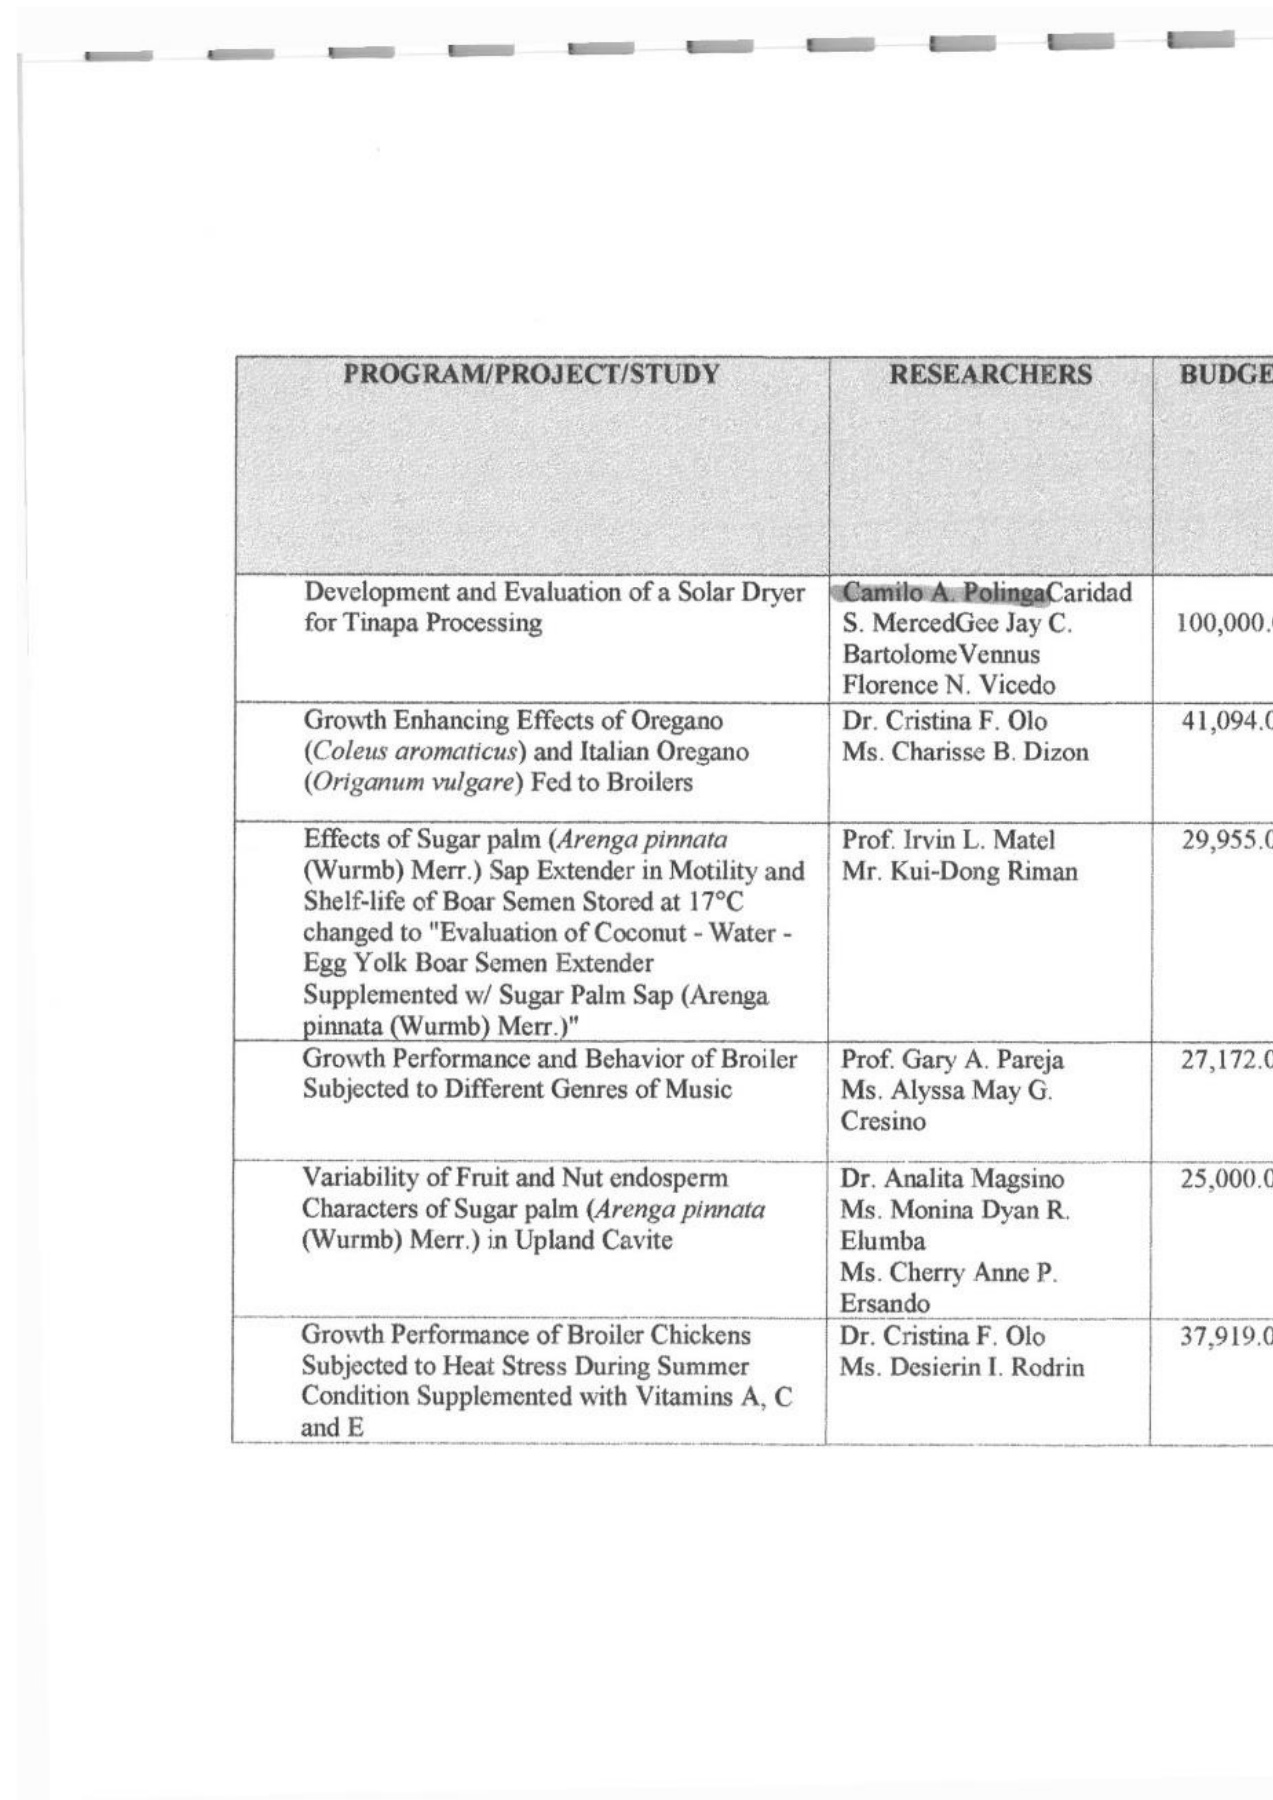 PROGRAM/PROJECT/STUDY RESEARCHERS BUDGE
Development and Evaluation of a Solar Dryer
for Tinapa Processing
Camilo A. PolingaCaridad
S. MercedGee Jay C.
BartolomeVennus
Florence N. Vicedo
100,000.
Growth Enhancing Effects of Oregano
(Coleus aromaticus) and Italian Oregano
(Origanum vulgare) Fed to Broilers
Dr. Cristina F. Olo
Ms. Charisse B. Dizon
41,094.0
Effects of Sugar palm (Arenga pinnata
(Wurmb) Merr.) Sap Extender in Motility and
Shelf-life of Boar Semen Stored at 17°C
changed to "Evaluation of Coconut - Water -
Egg Yolk Boar Semen Extender
Supplemented w/ Sugar Palm Sap (Arenga
pinnata (Wurmb) Merr.)"
Prof. Irvin L. Matel
Mr. Kui-Dong Riman
29,955.0
Growth Performance and Behavior of Broiler
Subjected to Different Genres of Music
Prof. Gary A. Pareja
Ms. Alyssa May G.
Cresino
27,172.0
Variability of Fruit and Nut endosperm
Characters of Sugar palm (Arenga pinnata
(Wurmb) Merr.) in Upland Cavite
Dr. Analita Magsino
Ms. Monina Dyan R.
Elumba
Ms. Cherry Anne P.
Ersando
25,000.0
Growth Performance of Broiler Chickens
Subjected to Heat Stress During Summer
Condition Supplemented with Vitamins A, C
and E
Dr. Cristina F. Olo
Ms. Desierin I. Rodrin
37,919.0